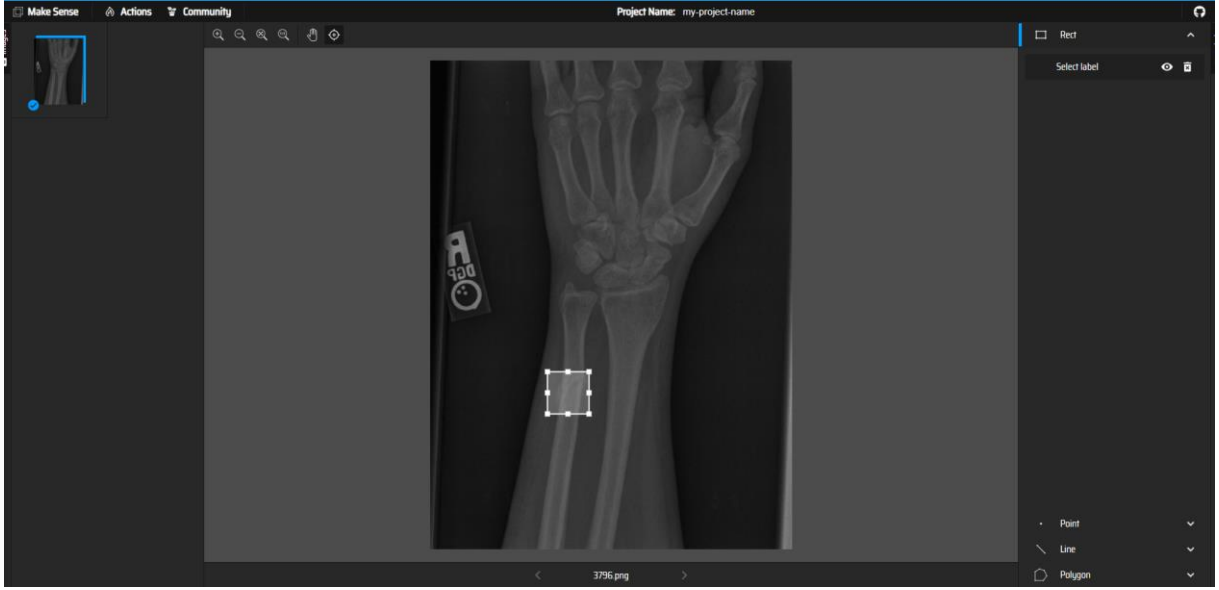 Make Sense Actions Community Project Name: my-project-name
Rect
Select label
R
DGP
Point
Line
Polygon
3796.png